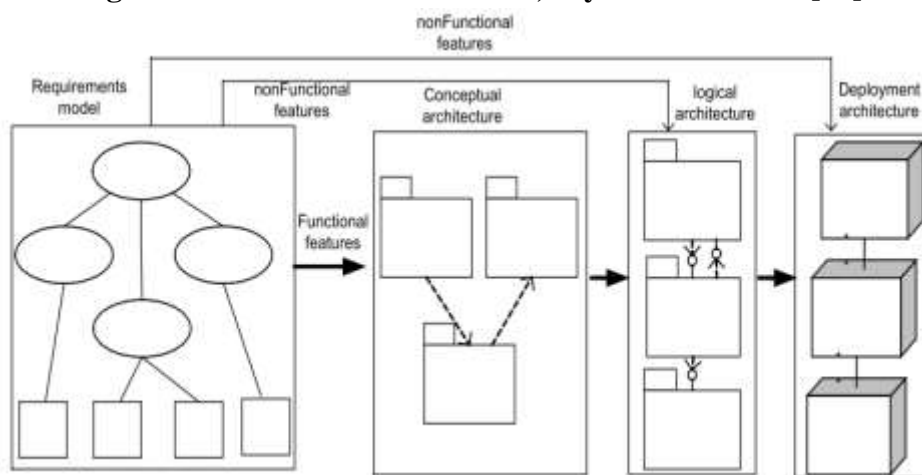 nonFunctional
features
Requirements
model
nonFunctional
features
Conceptual
architecture
logical
architecture
Deployment
architecture
Functional
features